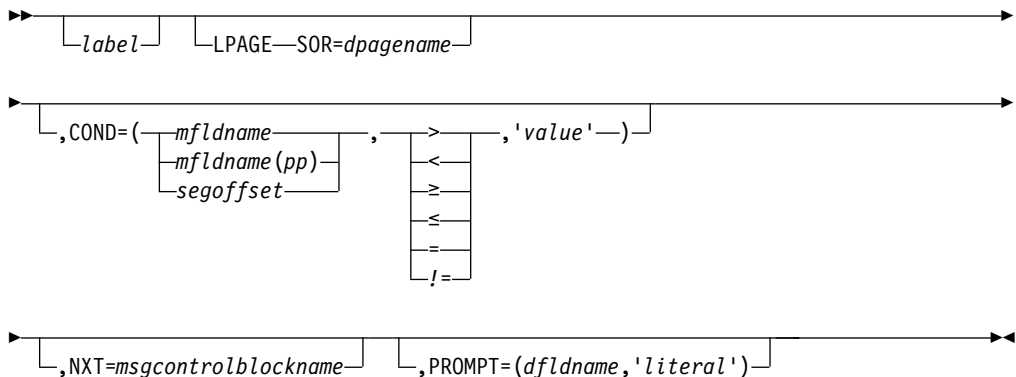 label LPAGE SOR=dpagename
,COND=( mfldname , > ,'value' )
mfldname(pp) <
segoffset ≥
≤
=
!=
,NXT=msgcontrolblockname ,PROMPT=(dfldname,'literal')